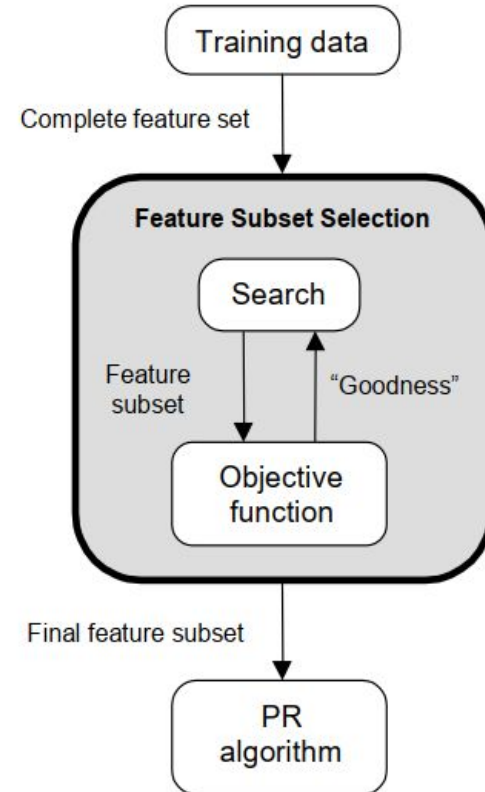 Training data
Complete feature set
Feature Subset Selection
Search
Feature
subset
“Goodness”
Objective
function
Final feature subset
PR
algorithm